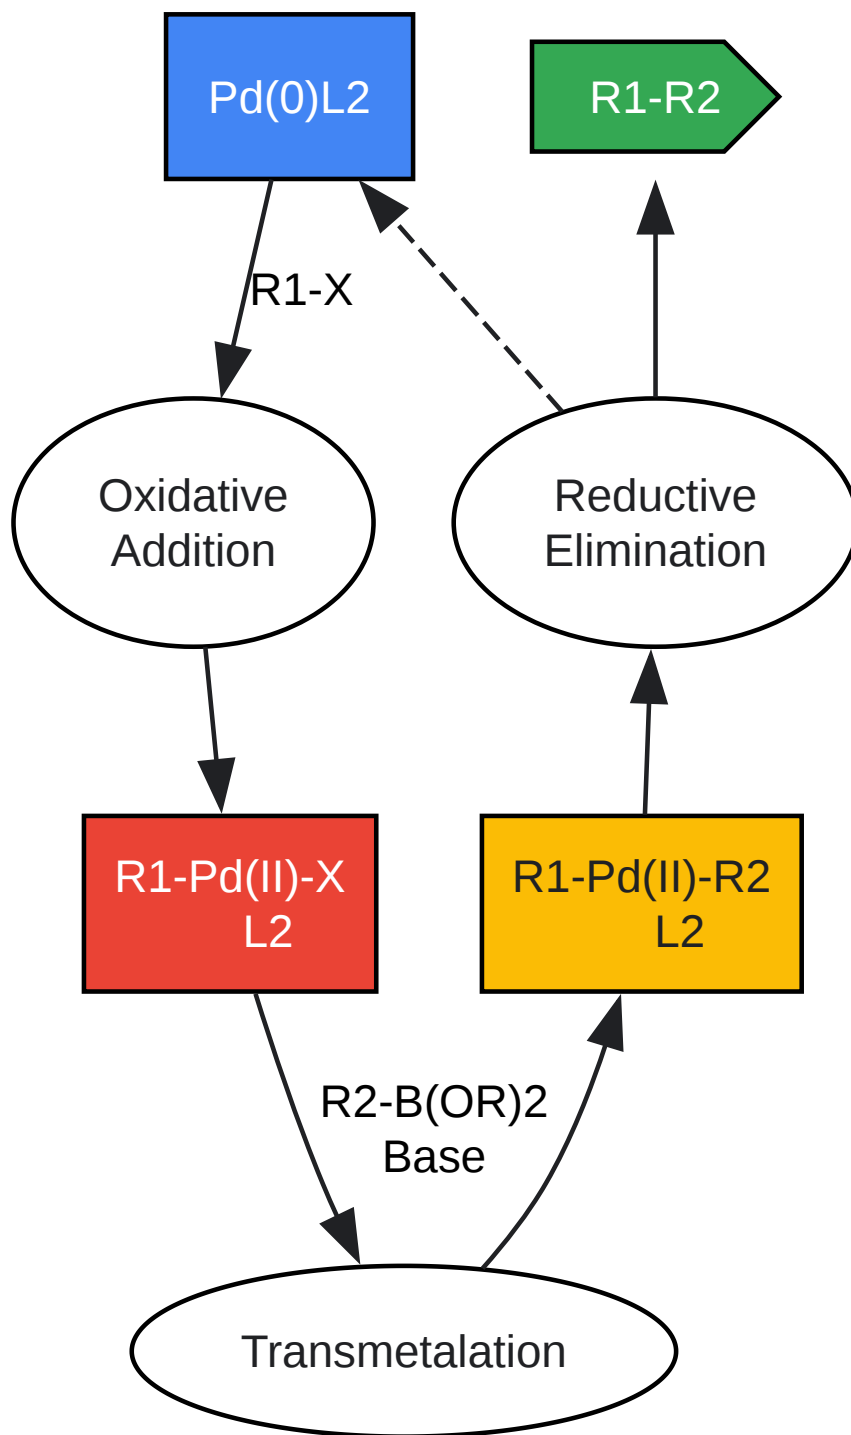 Pd(0)L2
R1-R2
R1-X
Oxidative
Addition
Reductive
Elimination
R1-Pd(II)-X
L2
R1-Pd(II)-R2
L2
R2-B(OR)2
Base
Transmetalation